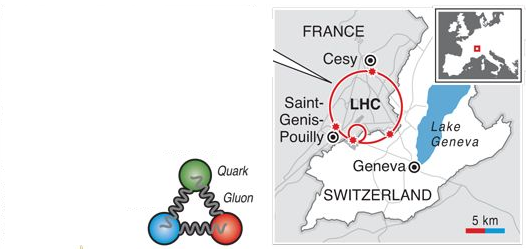 FRANCE
Cesy
LHC
Saint-
Genis-
Pouilly
Lake
Geneva
Geneva
SWITZERLAND
5 km
Quark
Gluon